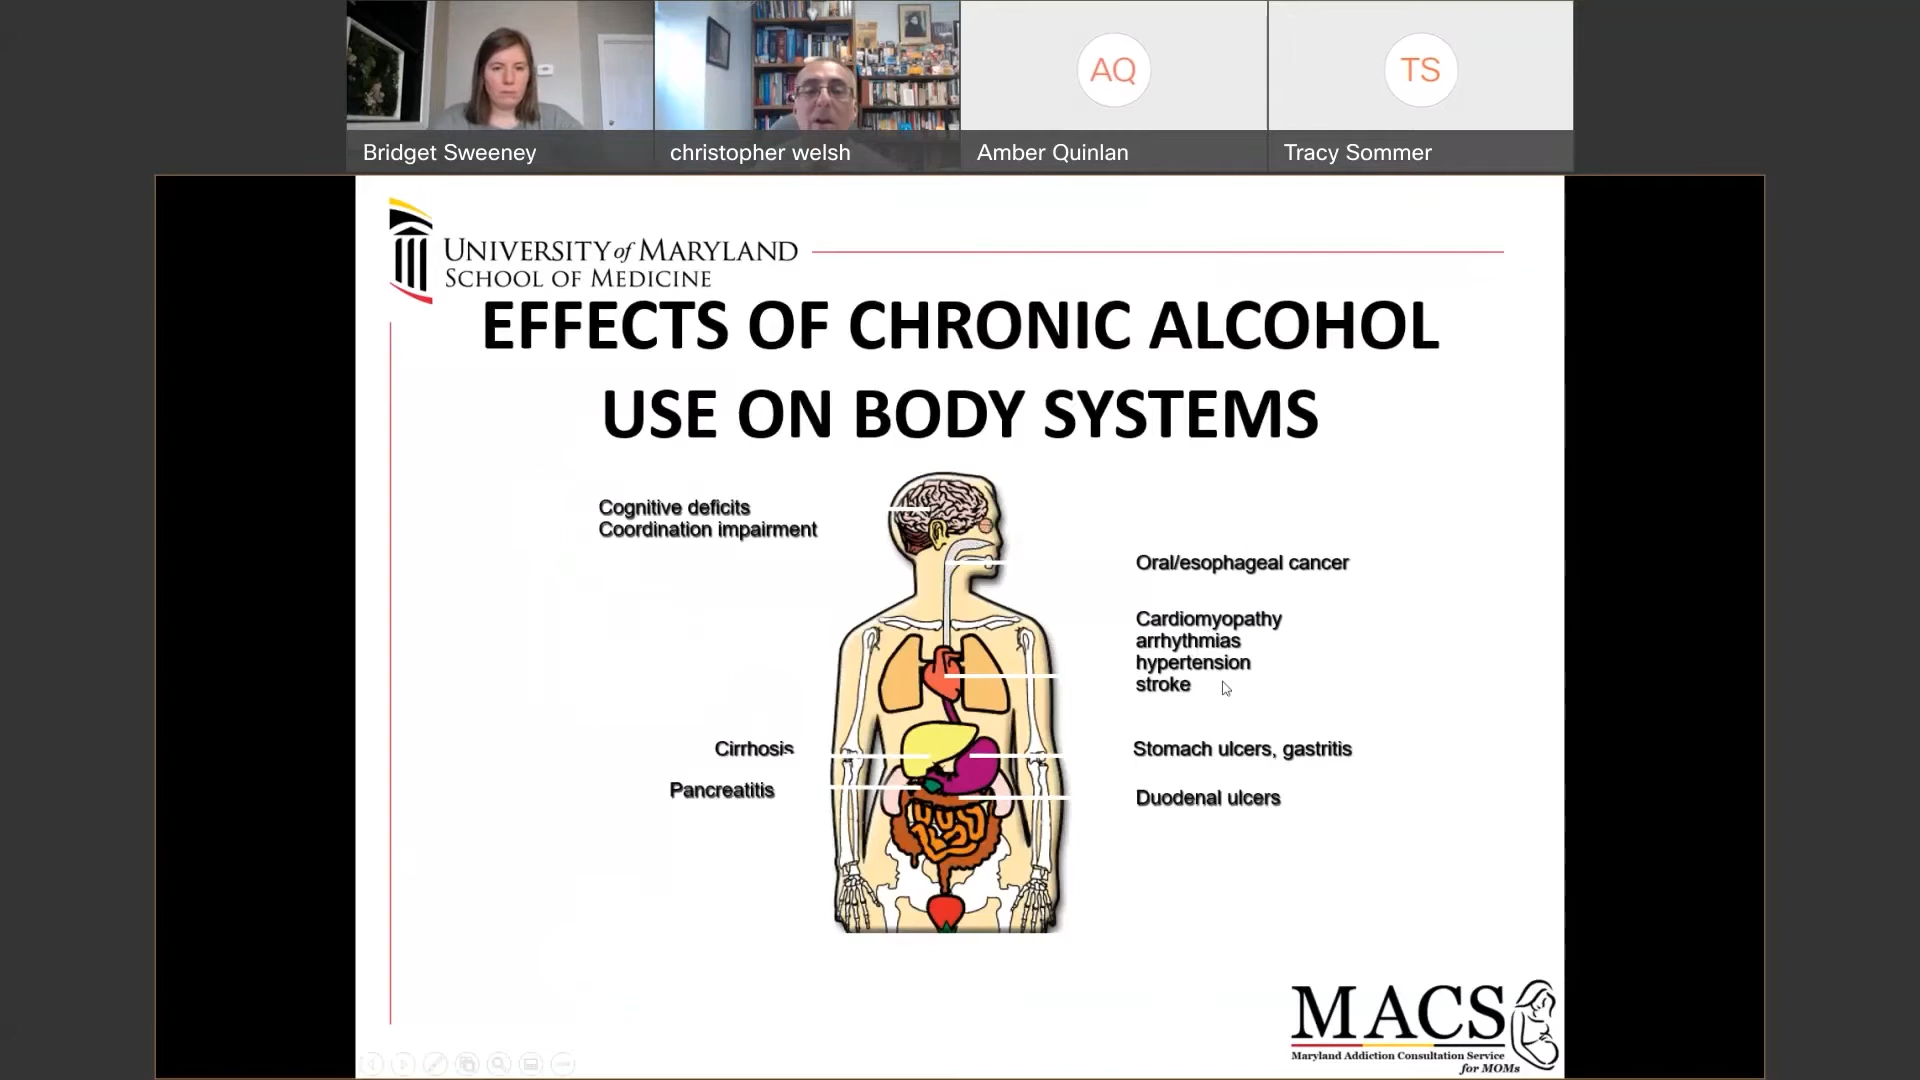 Bridget Sweeney
christopher welsh
AQ
Amber Quinlan
TS
Tracy Sommer
UNIVERSITY of MARYLAND
SCHOOL OF MEDICINE
EFFECTS OF CHRONIC ALCOHOL
USE ON BODY SYSTEMS
Cognitive deficits
Coordination impairment
Oral/esophageal cancer
Cardiomyopathy
arrhythmias
hypertension
stroke
Cirrhosis
Stomach ulcers, gastritis
Pancreatitis
Duodenal ulcers
MACS
Maryland Addiction Consultation Service
for MOMs